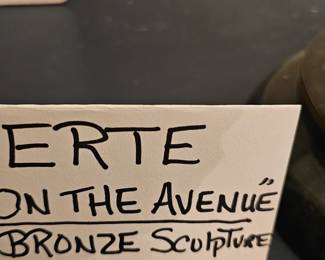 ERTE
ON THE AVENUE"
BRONZE SCULPTURE